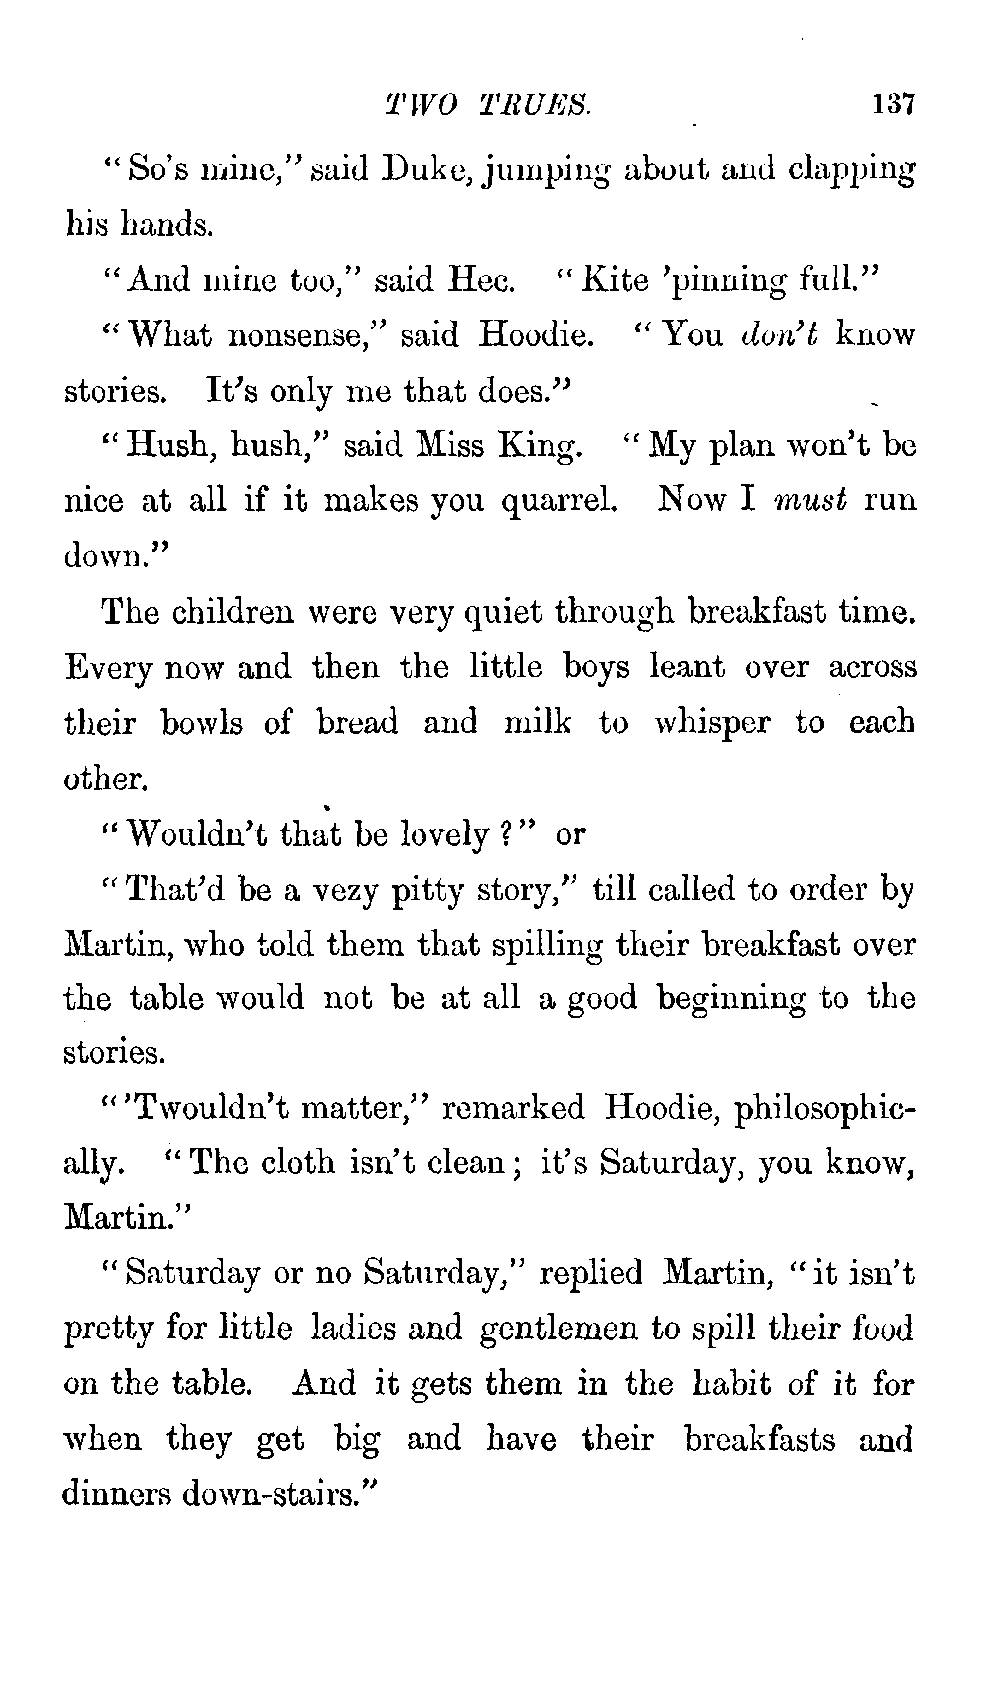 TWO TRUES. 137
“So’s mine,” said Duke, jumping about and clapping
his hands.
“And mine too,” said Hec. “Kite ’pinning full.”
“What nonsense,” said Hoodie. “You don’t know
stories. It’s only me that does.”
“Hush, hush,” said Miss King. “My plan won’t be
nice at all if it makes you quarrel. Now I must run
down.”
The children were very quiet through breakfast time.
Every now and then the little boys leant over across
their bowls of bread and milk to whisper to each
other.
“Wouldn’t that be lovely?” or
“That’d be a vezy pitty story,” till called to order by
Martin, who told them that spilling their breakfast over
the table would not be at all a good beginning to the
stories.
“’Twouldn’t matter,” remarked Hoodie, philosophic-
ally. “The cloth isn’t clean; it’s Saturday, you know,
Martin.”
“Saturday or no Saturday,” replied Martin, “it isn’t
pretty for little ladies and gentlemen to spill their food
on the table. And it gets them in the habit of it for
when they get big and have their breakfasts and
dinners down-stairs.”